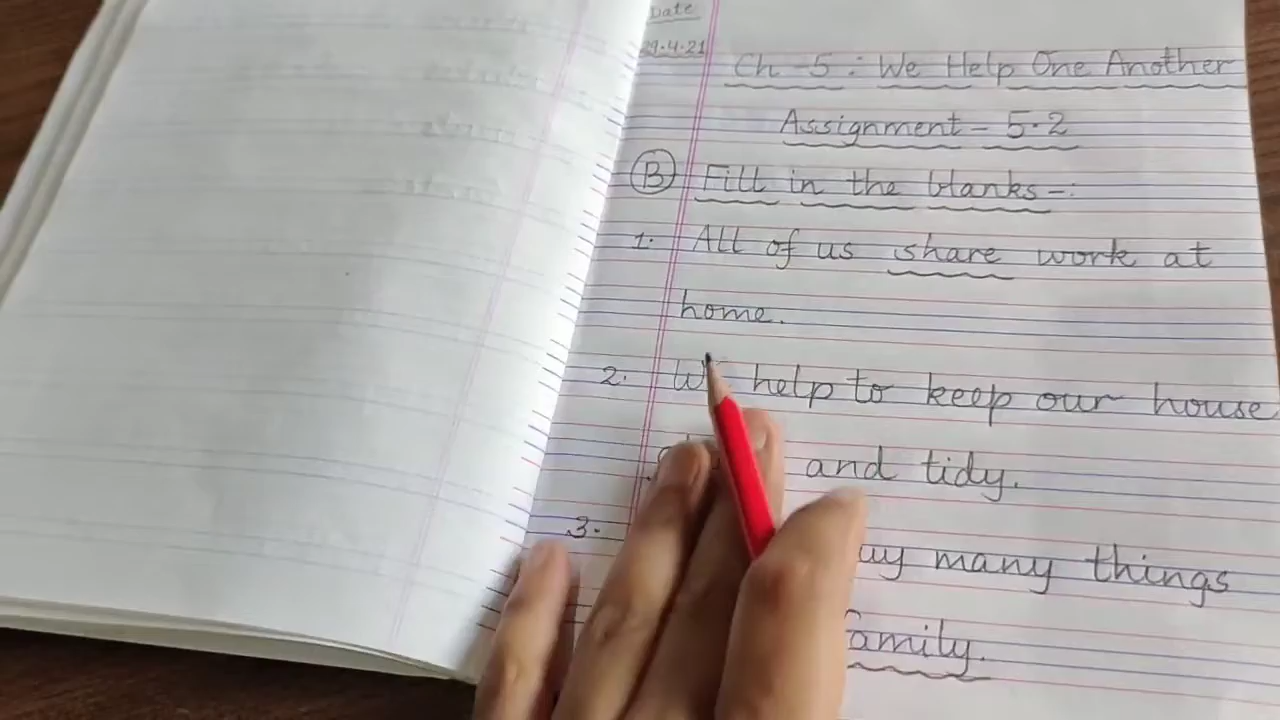 Date
29.4.21
Ch-5: We Help One Another
Assignment - 5.2
B Fill in the blanks-:
1. All of us share work at
home.
2. We help to keep our house
and tidy.
3. many things
family.